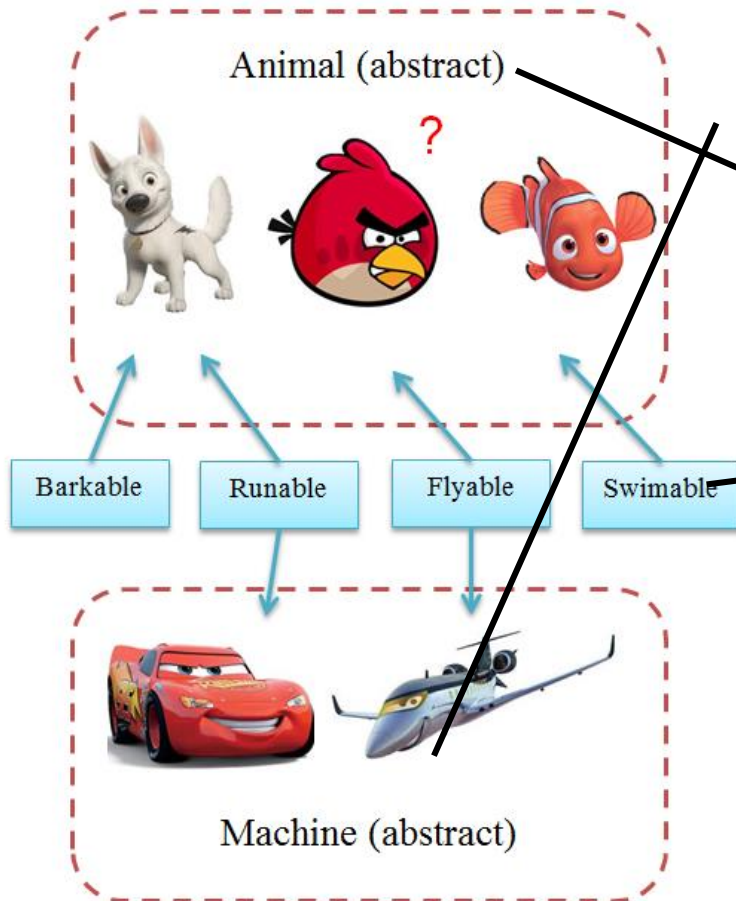 Animal (abstract)
?
Barkable
Runable
Flyable
Swimable
Machine (abstract)